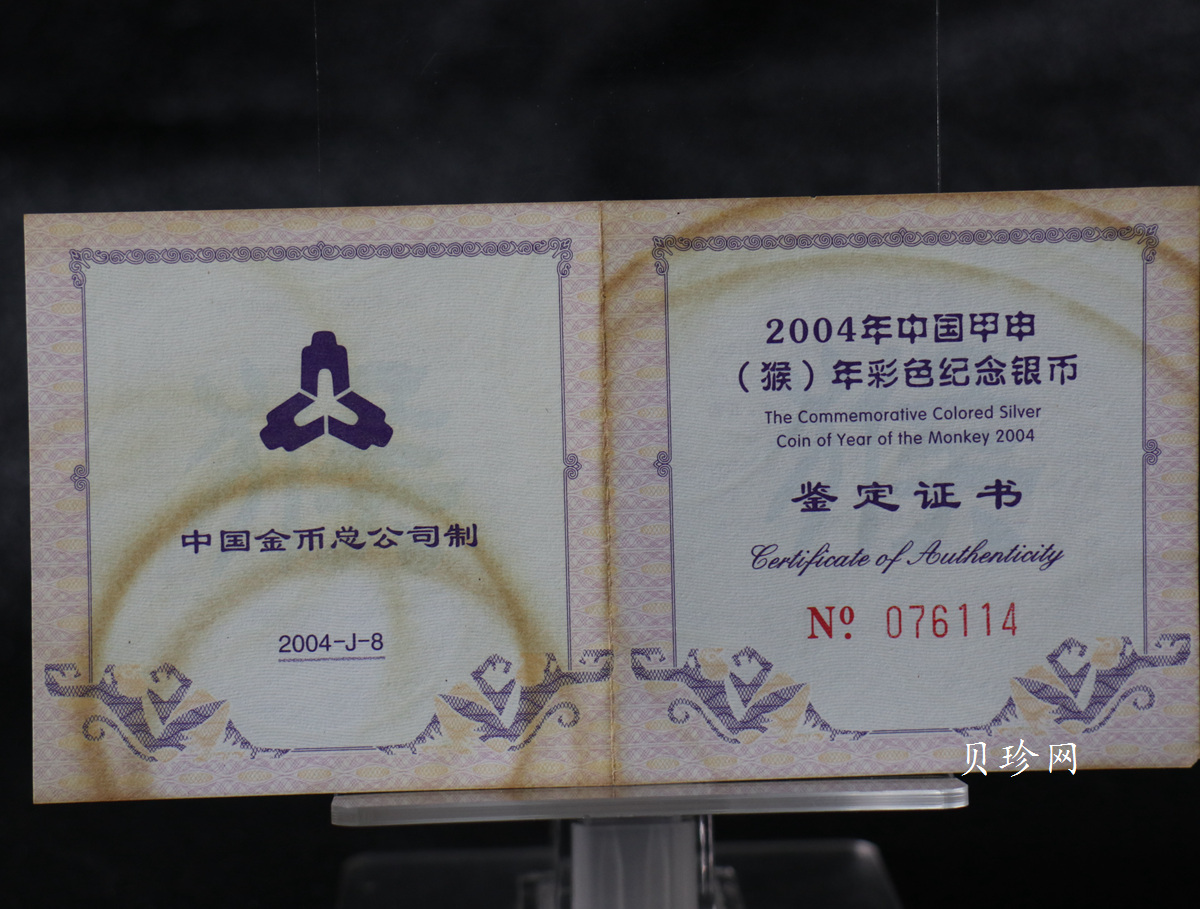 中国金币总公司制
2004-J-8
2004年中国甲申
（猴）年彩色纪念银币
The Commemorative Colored Silver
Coin of Year of the Monkey 2004
鉴定证书
Certificate of Authenticity
Nº. 076114
贝珍网